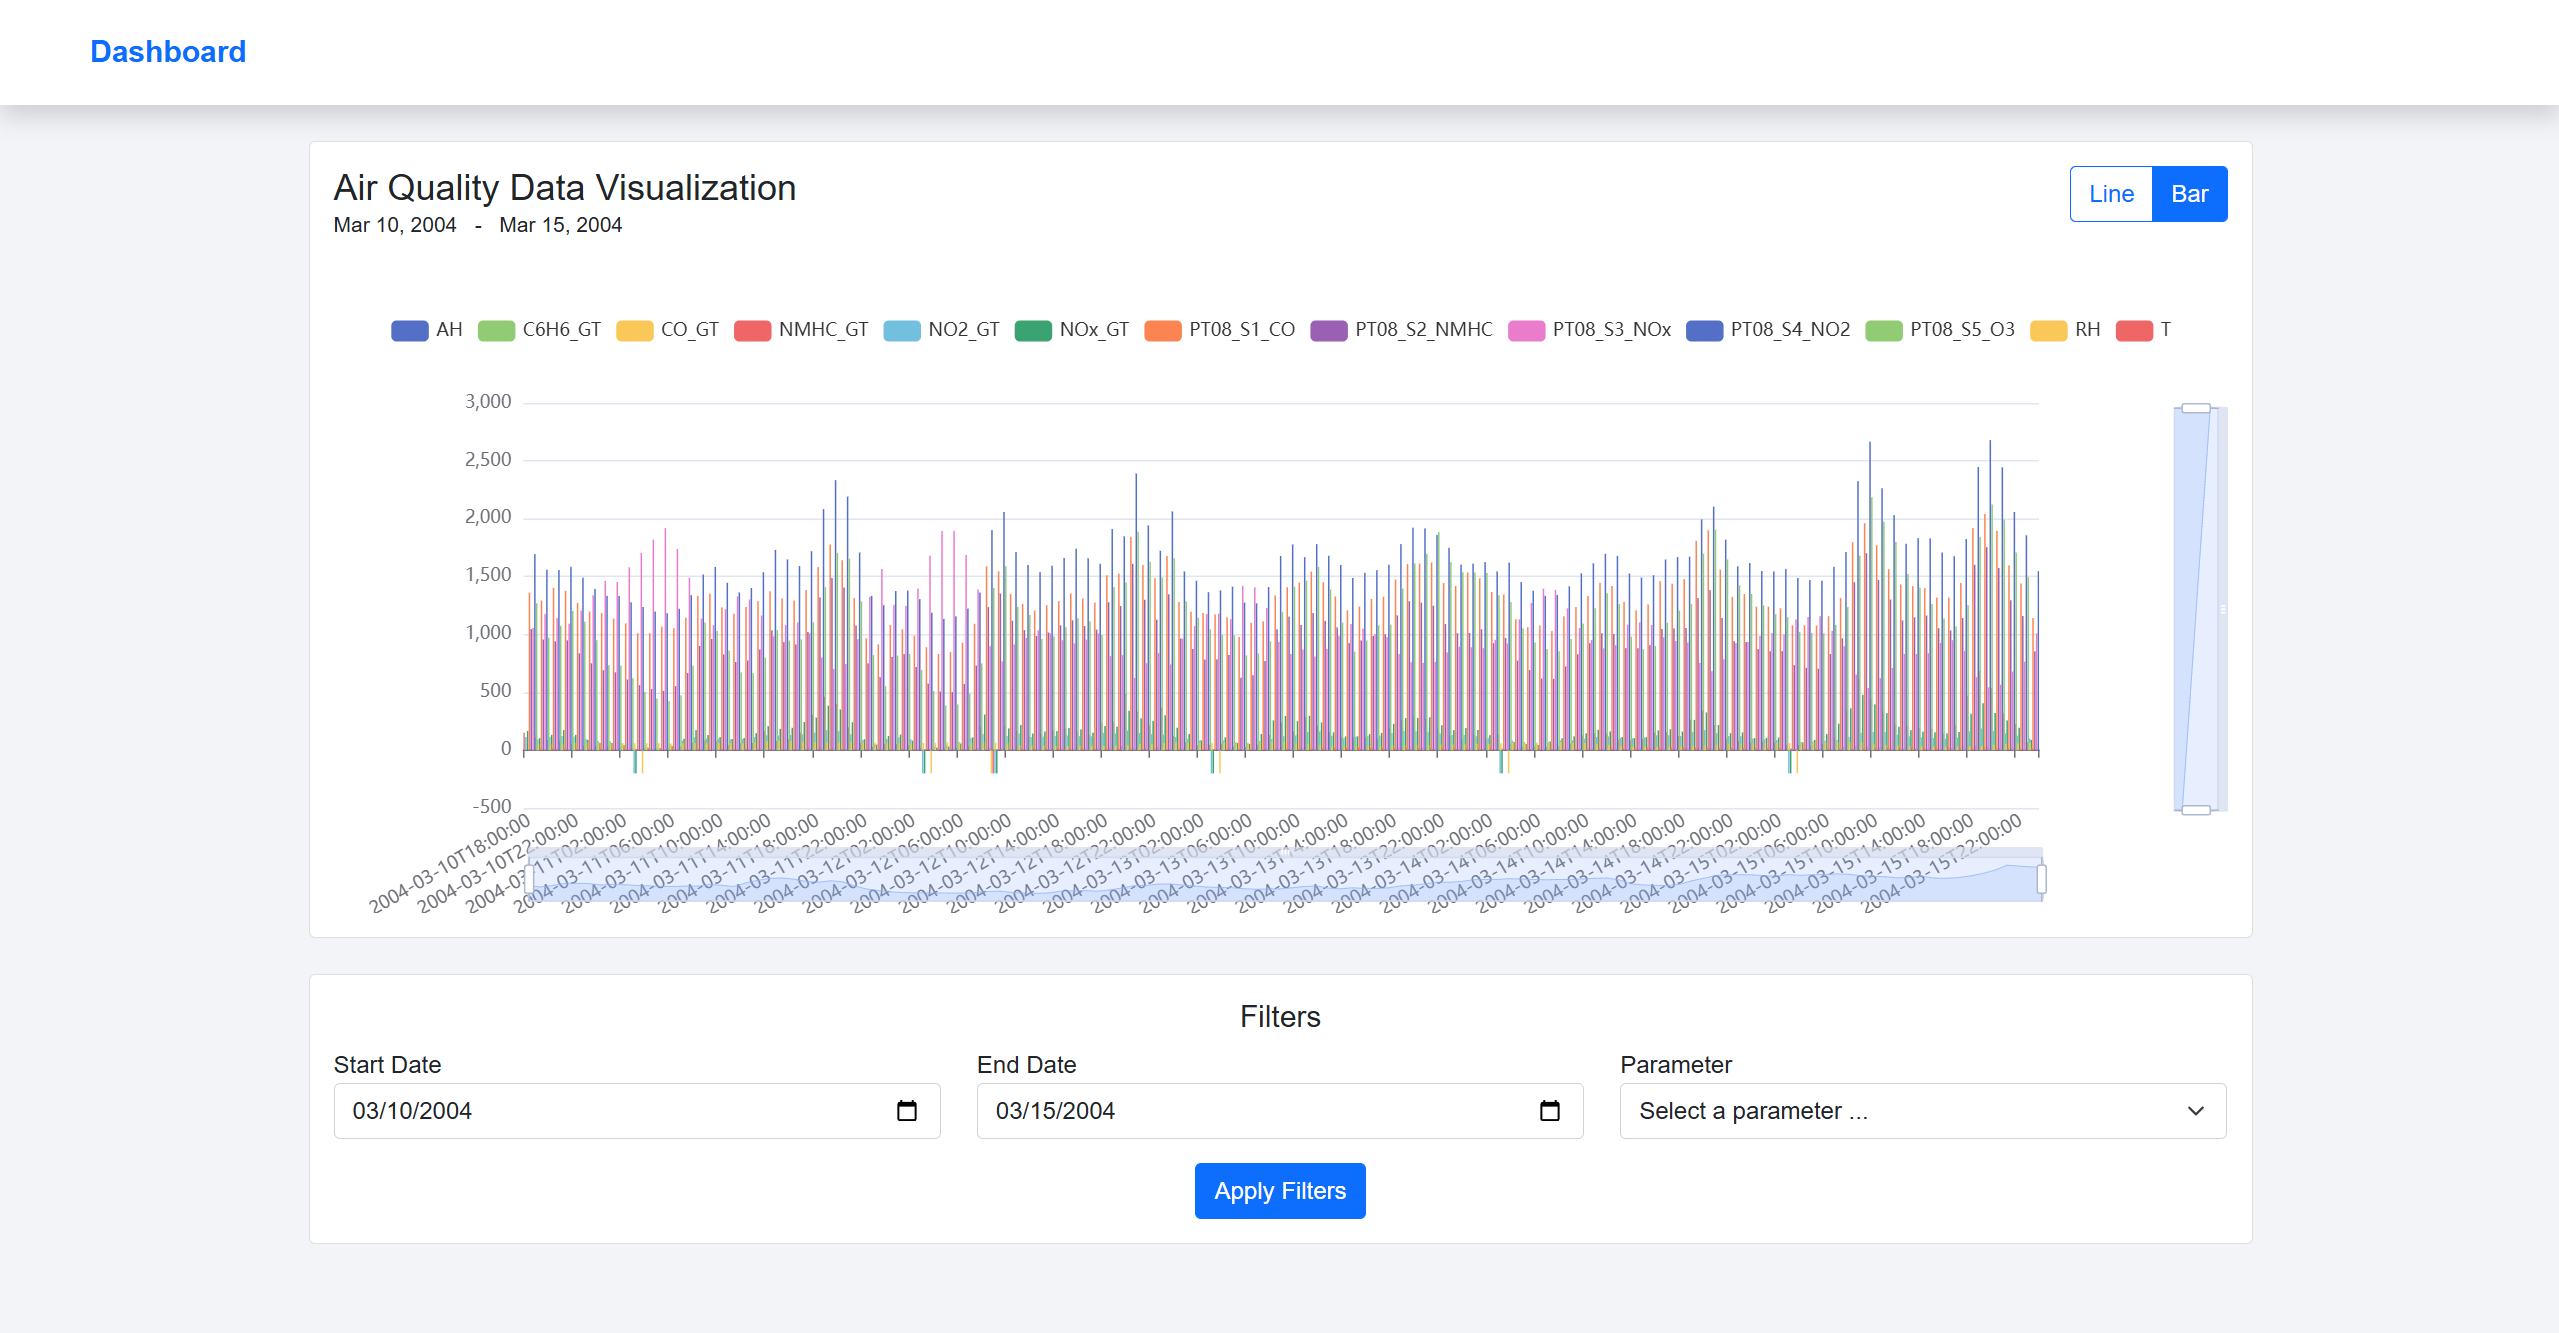 Dashboard
Air Quality Data Visualization
Line Bar
Mar 10, 2004 - Mar 15, 2004
AH C6H6_GT CO_GT NMHC_GT NO2_GT NOx_GT PT08_S1_CO PT08_S2_NMHC PT08_S3_NOx PT08_S4_NO2 PT08_S5_O3 RH T
3,000
2,500
2,000
1,500
1,000
500
0
-500
2004-03-10T18:00:00
2004-03-10T22:00:00
2004-03-11T02:00:00
2004-03-11T06:00:00
2004-03-11T10:00:00
2004-03-11T14:00:00
2004-03-11T18:00:00
2004-03-11T22:00:00
2004-03-12T02:00:00
2004-03-12T06:00:00
2004-03-12T10:00:00
2004-03-12T14:00:00
2004-03-12T18:00:00
2004-03-12T22:00:00
2004-03-13T02:00:00
2004-03-13T06:00:00
2004-03-13T10:00:00
2004-03-13T14:00:00
2004-03-13T18:00:00
2004-03-13T22:00:00
2004-03-14T02:00:00
2004-03-14T06:00:00
2004-03-14T10:00:00
2004-03-14T14:00:00
2004-03-14T18:00:00
2004-03-14T22:00:00
2004-03-15T02:00:00
2004-03-15T06:00:00
2004-03-15T10:00:00
2004-03-15T14:00:00
2004-03-15T18:00:00
2004-03-15T22:00:00
Filters
Start Date End Date Parameter
03/10/2004 03/15/2004 Select a parameter ...
Apply Filters